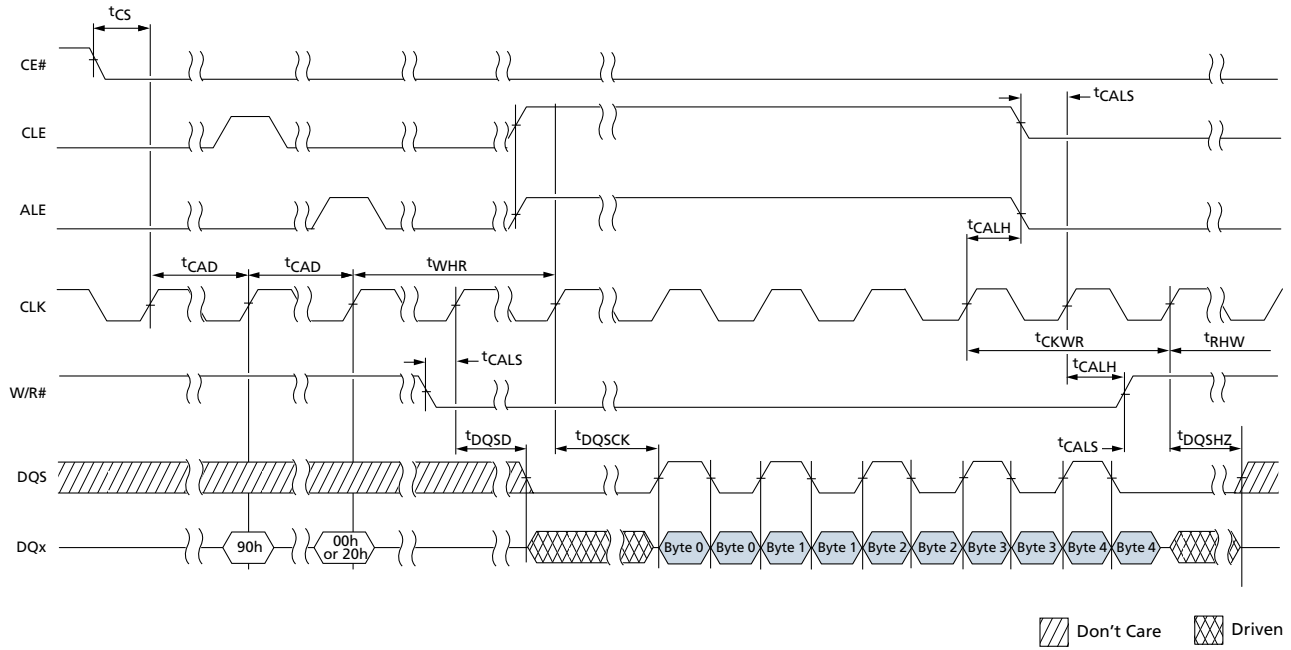 tCS
CE#
tCALS
CLE
ALE
tCALH
tCAD tCAD tWHR
CLK
tCKWR tRHW
tCALS
tCALH
W/R#
tDQSD tDQSCK tCALS tDQSHZ
DQS
DQx 90h 00h or 20h Byte 0 Byte 0 Byte 1 Byte 1 Byte 2 Byte 2 Byte 3 Byte 3 Byte 4 Byte 4
Don't Care Driven